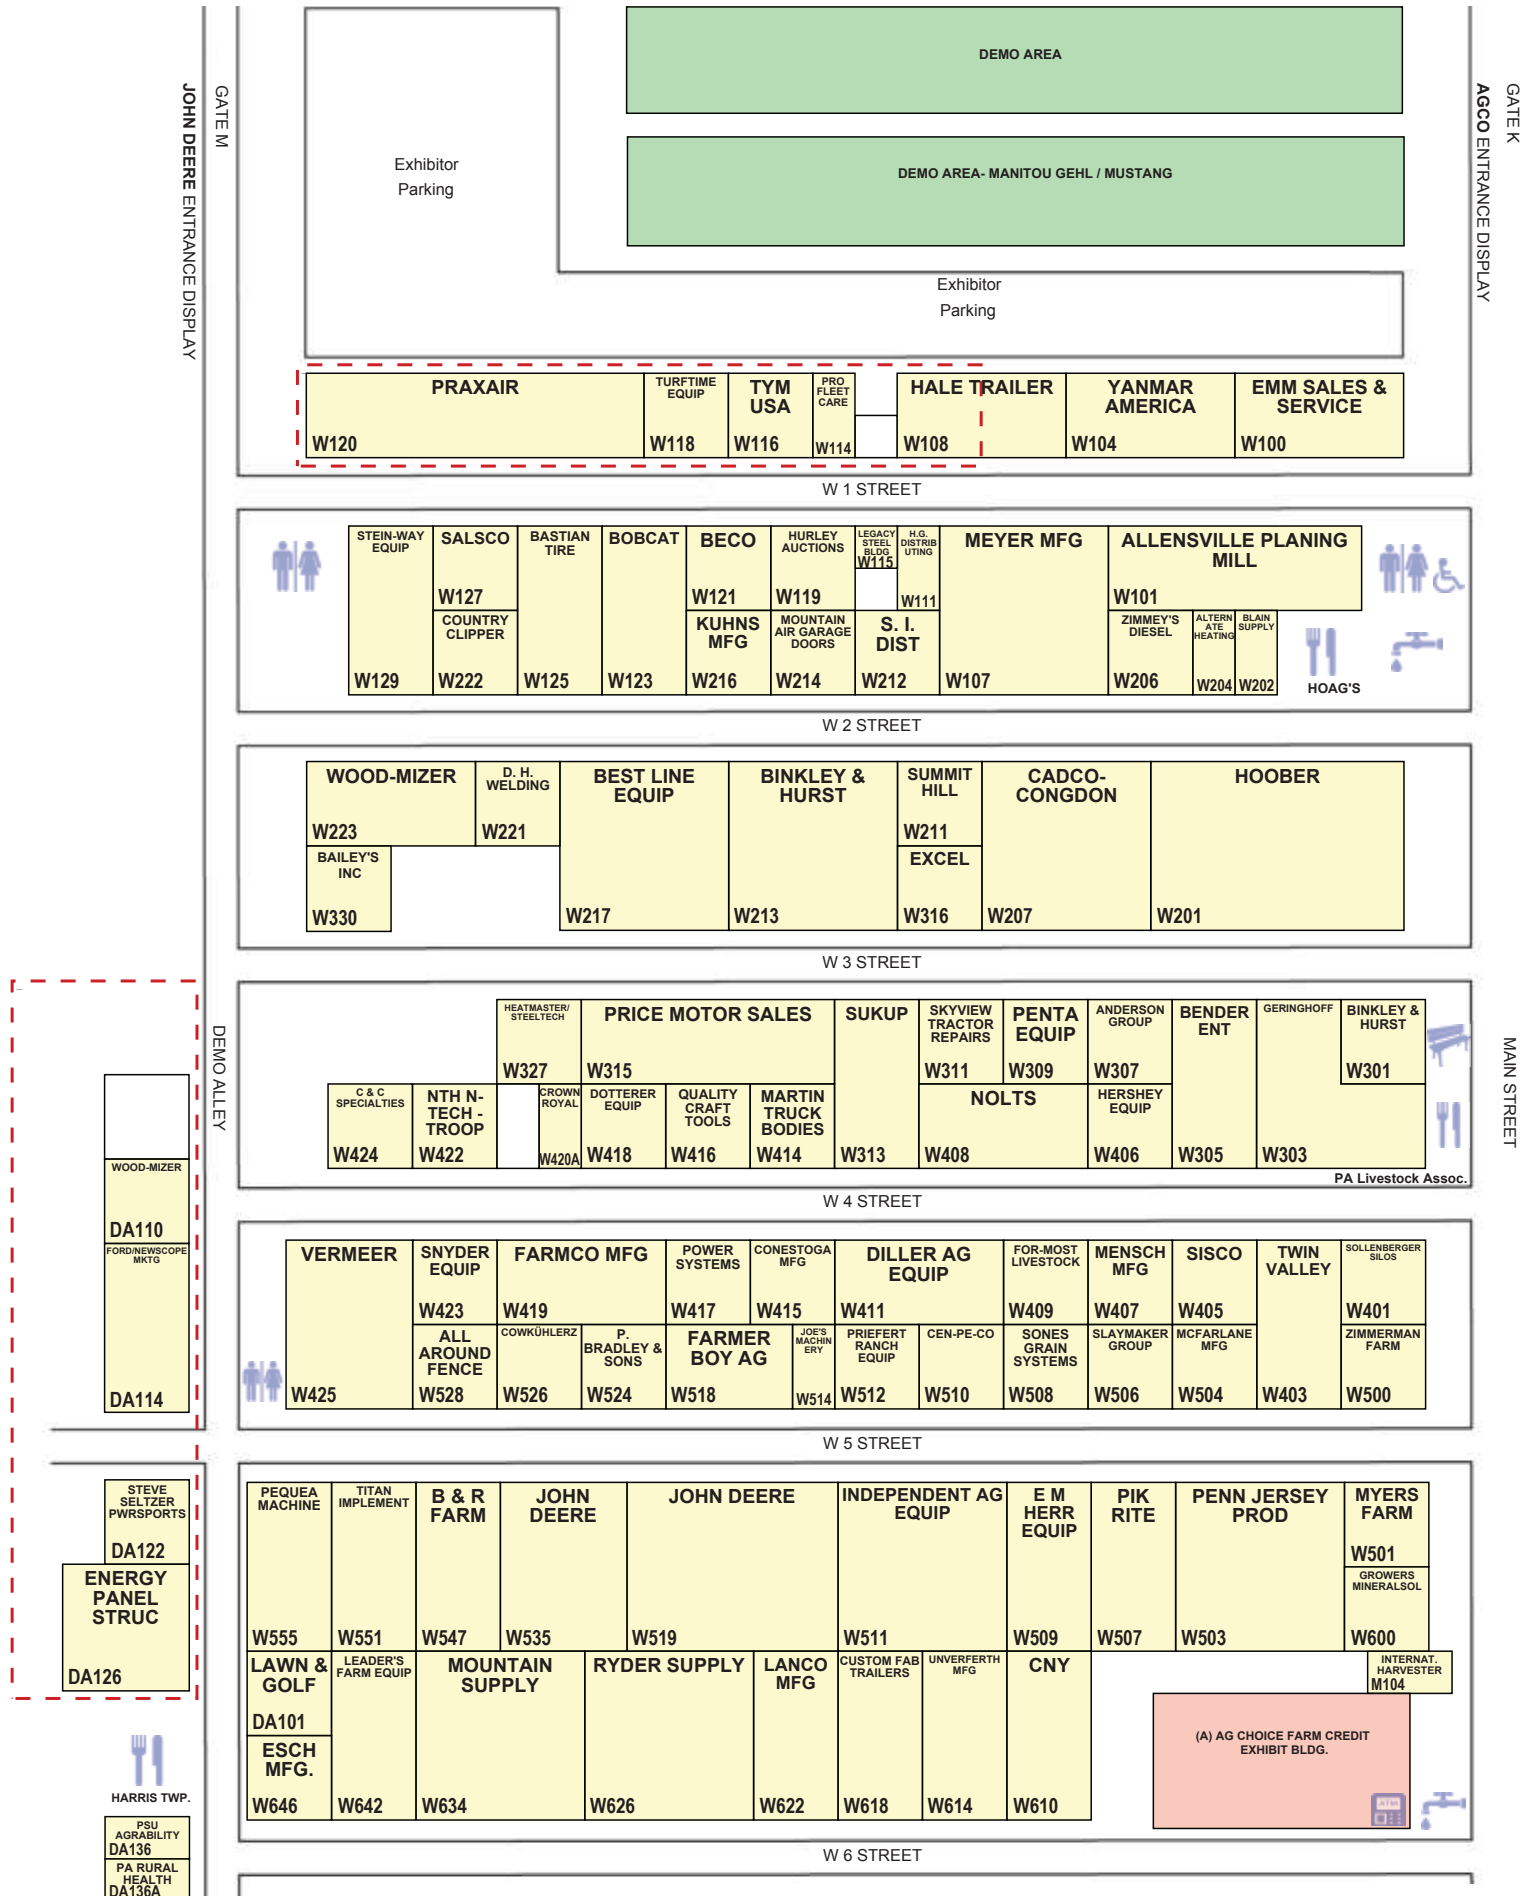 DEMO AREA
GATE M
JOHN DEERE ENTRANCE DISPLAY
GATE K
AGCO ENTRANCE DISPLAY
Exhibitor
Parking
DEMO AREA- MANITOU GEHL / MUSTANG
Exhibitor
Parking
PRAXAIR
W120
TURFTIME
EQUIP
W118
TYM
USA
W116
PRO
FLEET
CARE
W114
HALE TRAILER
W108
YANMAR
AMERICA
W104
EMM SALES &
SERVICE
W100
W 1 STREET
STEIN-WAY
EQUIP
W129
SALSCO
W127
COUNTRY
CLIPPER
W222
BASTIAN
TIRE
W125
BOBCAT
W123
BECO
W121
KUHNS
MFG
W216
HURLEY
AUCTIONS
W119
MOUNTAIN
AIR GARAGE
DOORS
W214
LEGACY
STEEL
BLDG
W115
H.G.
DISTRIB
UTING
W111
S. I.
DIST
W212
MEYER MFG
W107
ALLENSVILLE PLANING
MILL
W101
ZIMMEY'S
DIESEL
W206
ALTERN
ATE
HEATING
W204
BLAIN
SUPPLY
W202
HOAG'S
W 2 STREET
WOOD-MIZER
W223
D. H.
WELDING
W221
BAILEY'S
INC
W330
BEST LINE
EQUIP
W217
BINKLEY &
HURST
W213
SUMMIT
HILL
W211
EXCEL
W316
CADCO-
CONGDON
W207
HOOBER
W201
W 3 STREET
DEMO ALLEY
MAIN STREET
HEATMASTER/
STEELTECH
W327
PRICE MOTOR SALES
W315
SUKUP
W313
SKYVIEW
TRACTOR
REPAIRS
W311
PENTA
EQUIP
W309
ANDERSON
GROUP
W307
BENDER
ENT
W305
GERINGHOFF
W303
BINKLEY &
HURST
W301
C & C
SPECIALTIES
W424
NTH N-
TECH -
TROOP
W422
CROWN
ROYAL
W420A
DOTTERER
EQUIP
W418
QUALITY
CRAFT
TOOLS
W416
MARTIN
TRUCK
BODIES
W414
NOLTS
W408
HERSHEY
EQUIP
W406
PA Livestock Assoc.
W 4 STREET
WOOD-MIZER
DA110
FORD/NEWSCOPE
MKTG
DA114
VERMEER
W425
SNYDER
EQUIP
W423
FARMCO MFG
W419
POWER
SYSTEMS
W417
CONESTOGA
MFG
W415
DILLER AG
EQUIP
W411
FOR-MOST
LIVESTOCK
W409
MENSCH
MFG
W407
SISCO
W405
TWIN
VALLEY
W403
SOLLENBERGER
SILOS
W401
ALL
AROUND
FENCE
W528
COWKÜHLERZ
W526
P.
BRADLEY &
SONS
W524
FARMER
BOY AG
W518
JOE'S
MACHIN
ERY
W514
PRIEFERT
RANCH
EQUIP
W512
CEN-PE-CO
W510
SONES
GRAIN
SYSTEMS
W508
SLAYMAKER
GROUP
W506
MCFARLANE
MFG
W504
ZIMMERMAN
FARM
W500
W 5 STREET
STEVE
SELTZER
PWRSPORTS
DA122
ENERGY
PANEL
STRUC
DA126
PEQUEA
MACHINE
W555
TITAN
IMPLEMENT
W551
B & R
FARM
W547
JOHN
DEERE
W535
JOHN DEERE
W519
INDEPENDENT AG
EQUIP
W511
E M
HERR
EQUIP
W509
PIK
RITE
W507
PENN JERSEY
PROD
W503
MYERS
FARM
W501
GROWERS
MINERALSOL
W600
LAWN &
GOLF
DA101
ESCH
MFG.
W646
LEADER'S
FARM EQUIP
W642
MOUNTAIN
SUPPLY
W634
RYDER SUPPLY
W626
LANCO
MFG
W622
CUSTOM FAB
TRAILERS
W618
UNVERFERTH
MFG
W614
CNY
W610
INTERNAT.
HARVESTER
M104
(A) AG CHOICE FARM CREDIT
EXHIBIT BLDG.
HARRIS TWP.
PSU
AGRABILITY
DA136
PA RURAL
HEALTH
DA136A
W 6 STREET